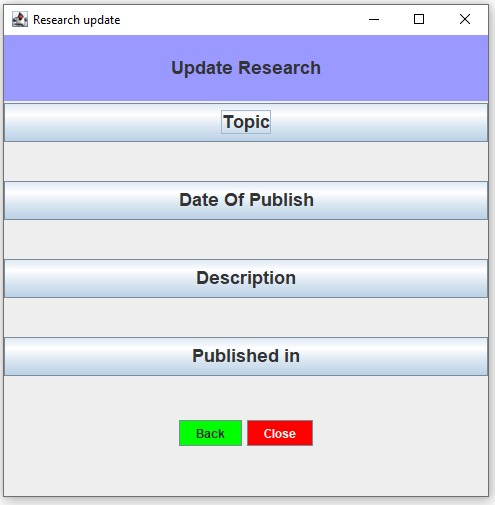 Research update
Update Research
Topic
Date Of Publish
Description
Published in
Back Close